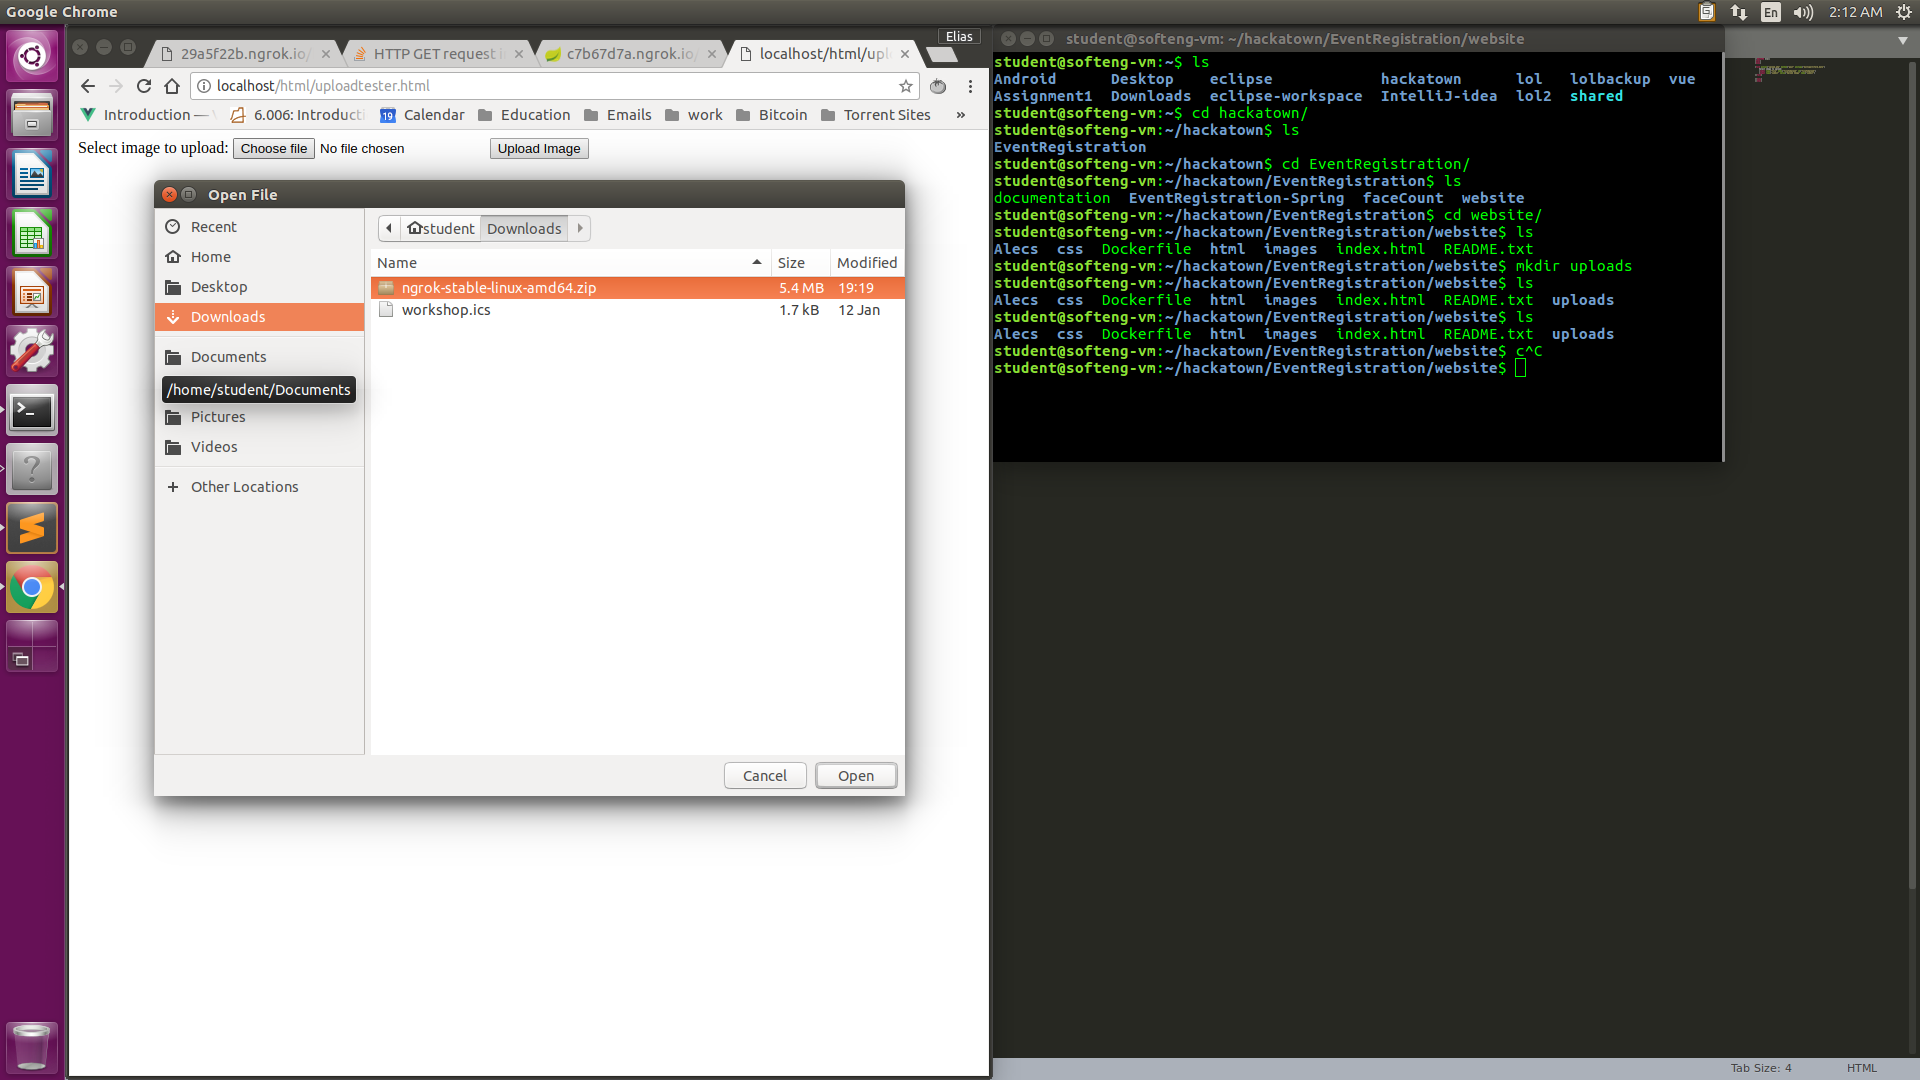 Google Chrome
En
2:12 AM
Elias
29a5f22b.ngrok.io/
HTTP GET request i
c7b67d7a.ngrok.io
localhost/html/uplo
localhost/html/uploadtester.html
Introduction —
6.006: Introducti
19
Calendar
Education
Emails
work
Bitcoin
Torrent Sites
»
Select image to upload: Choose file No file chosen Upload Image
Open File
Recent
Home
Desktop
Downloads
Documents
/home/student/Documents
Pictures
Videos
Other Locations
student Downloads
Name Size Modified
ngrok-stable-linux-amd64.zip 5.4 MB 19:19
workshop.ics 1.7 kB 12 Jan
Cancel Open
student@softeng-vm: ~/hackatown/EventRegistration/website
student@softeng-vm:~$ ls
Android Desktop eclipse hackatown lol lolbackup vue
Assignment1 Downloads eclipse-workspace IntelliJ-idea lol2 shared
student@softeng-vm:~$ cd hackatown/
student@softeng-vm:~/hackatown$ ls
EventRegistration
student@softeng-vm:~/hackatown$ cd EventRegistration/
student@softeng-vm:~/hackatown/EventRegistration$ ls
documentation EventRegistration-Spring faceCount website
student@softeng-vm:~/hackatown/EventRegistration$ cd website/
student@softeng-vm:~/hackatown/EventRegistration/website$ ls
Alecs css Dockerfile html images index.html README.txt
student@softeng-vm:~/hackatown/EventRegistration/website$ mkdir uploads
student@softeng-vm:~/hackatown/EventRegistration/website$ ls
Alecs css Dockerfile html images index.html README.txt uploads
student@softeng-vm:~/hackatown/EventRegistration/website$ ls
Alecs css Dockerfile html images index.html README.txt uploads
student@softeng-vm:~/hackatown/EventRegistration/website$ c^C
student@softeng-vm:~/hackatown/EventRegistration/website$
Tab Size: 4 HTML